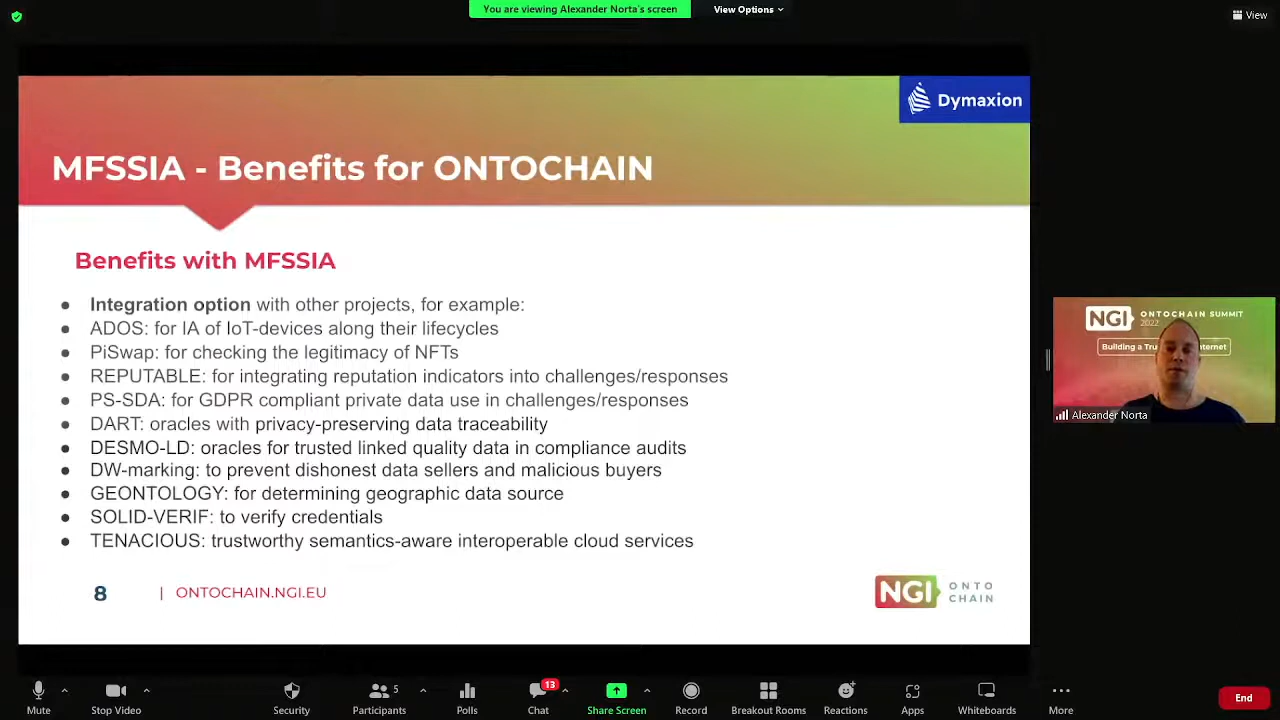 You are viewing Alexander Norta's screen
View Options
View
Dymaxion
MFSSIA - Benefits for ONTOCHAIN
Benefits with MFSSIA
● Integration option with other projects, for example:
● ADOS: for IA of IoT-devices along their lifecycles
● PiSwap: for checking the legitimacy of NFTs
● REPUTABLE: for integrating reputation indicators into challenges/responses
● PS-SDA: for GDPR compliant private data use in challenges/responses
● DART: oracles with privacy-preserving data traceability
● DESMO-LD: oracles for trusted linked quality data in compliance audits
● DW-marking: to prevent dishonest data sellers and malicious buyers
● GEONTOLOGY: for determining geographic data source
● SOLID-VERIF: to verify credentials
● TENACIOUS: trustworthy semantics-aware interoperable cloud services
8 | ONTOCHAIN.NGI.EU
NGI ONTO
CHAIN
NGI ONTOCHAIN SUMMIT
2022
Building a Tru ernet
Alexander Norta
Mute
Stop Video
Security
Participants 5
Polls
Chat 13
Share Screen
Record
Breakout Rooms
Reactions
Apps
Whiteboards
More
End